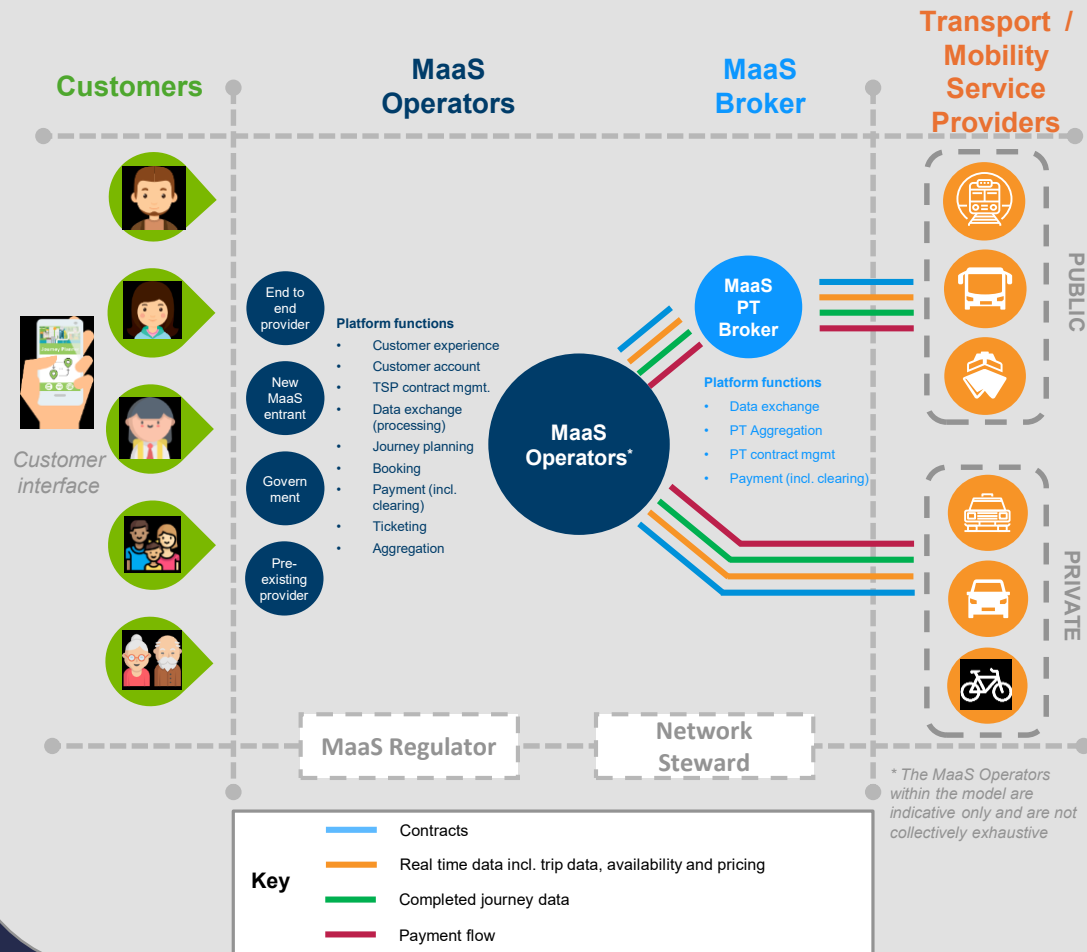 Customers
MaaS
Operators
MaaS
Broker
Transport /
Mobility
Service
Providers
Customer
interface
End to
end
provider
New
MaaS
entrant
Govern
ment
Pre-
existing
provider
Platform functions
• Customer experience
• Customer account
• TSP contract mgmt.
• Data exchange
(processing)
• Journey planning
• Booking
• Payment (incl.
clearing)
• Ticketing
• Aggregation
MaaS
Operators*
MaaS
PT
Broker
Platform functions
• Data exchange
• PT Aggregation
• PT contract mgmt
• Payment (incl. clearing)
PUBLIC
PRIVATE
MaaS Regulator
Network
Steward
* The MaaS Operators
within the model are
indicative only and are not
collectively exhaustive
Key
Contracts
Real time data incl. trip data, availability and pricing
Completed journey data
Payment flow